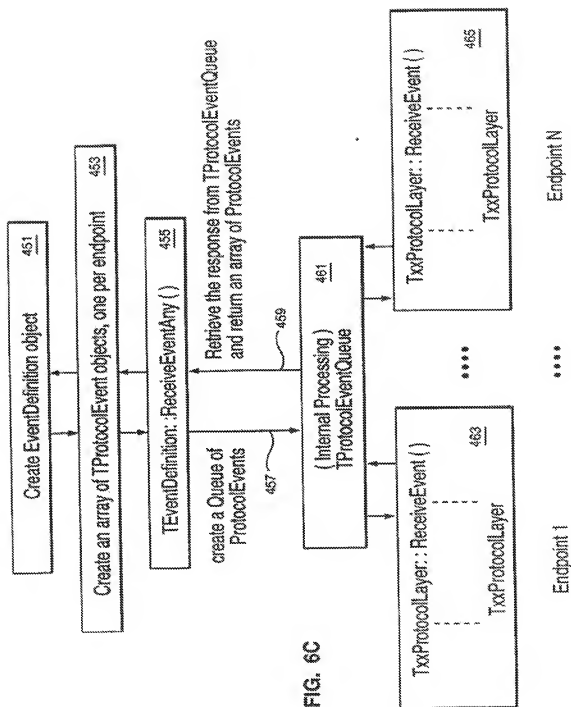 Create EventDefinition object
451
Create an array of TProtocolEvent objects, one per endpoint
453
TEventDefinition: :ReceiveEventAny ( )
455
create a Queue of
ProtocolEvents
457
Retrieve the response from TProtocolEventQueue
and return an array of ProtocolEvents
459
( Internal Processing )
TProtocolEventQueue
461
FIG. 6C
TxxProtocolLayer: : ReceiveEvent ( )
463
TxxProtocolLayer
Endpoint 1
TxxProtocolLayer: : ReceiveEvent ( )
465
TxxProtocolLayer
Endpoint N